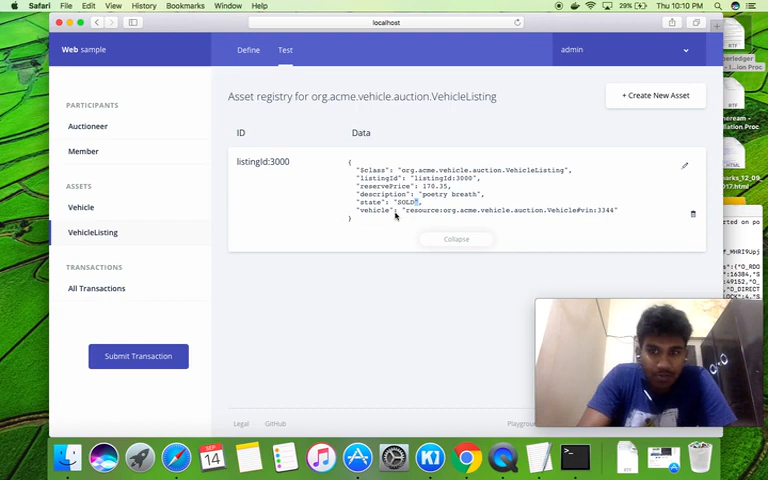 Safari File Edit View History Bookmarks Window Help
29% Thu 10:10 PM
localhost
Web sample
Define Test
admin
PARTICIPANTS
Auctioneer
Member
ASSETS
Vehicle
VehicleListing
TRANSACTIONS
All Transactions
Submit Transaction
Asset registry for org.acme.vehicle.auction.VehicleListing
+ Create New Asset
ID Data
listingId:3000
{
"$class": "org.acme.vehicle.auction.VehicleListing",
"listingId": "listingId:3000",
"reservePrice": 170.35,
"description": "poetry breath",
"state": "SOLD",
"vehicle": "resource:org.acme.vehicle.auction.Vehicle#vin:3344"
}
Collapse
Legal GitHub
SEP
14